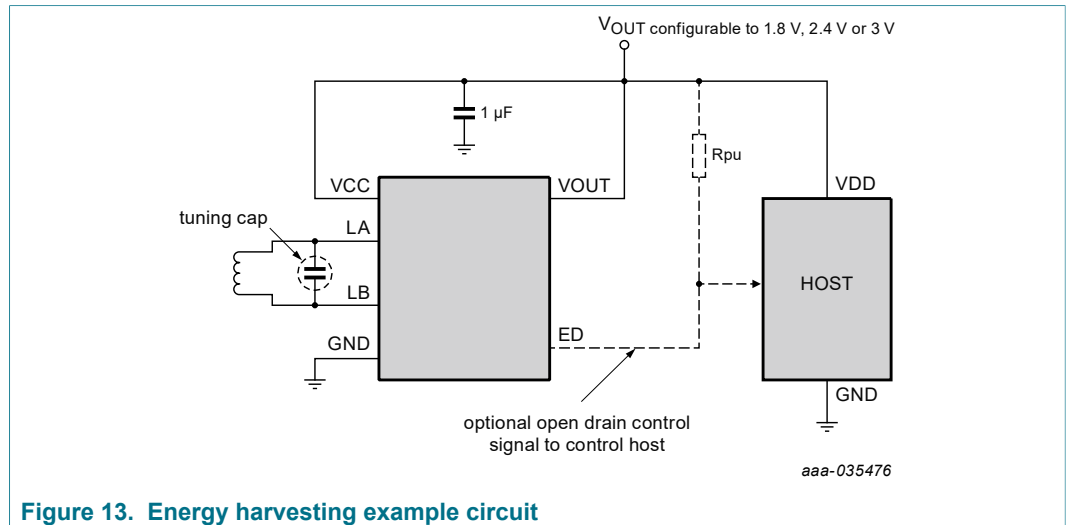 VOUT configurable to 1.8 V, 2.4 V or 3 V
1 µF
Rpu
VCC
VOUT
VDD
tuning cap
LA
LB
HOST
GND
ED
GND
optional open drain control
signal to control host
aaa-035476
Figure 13. Energy harvesting example circuit